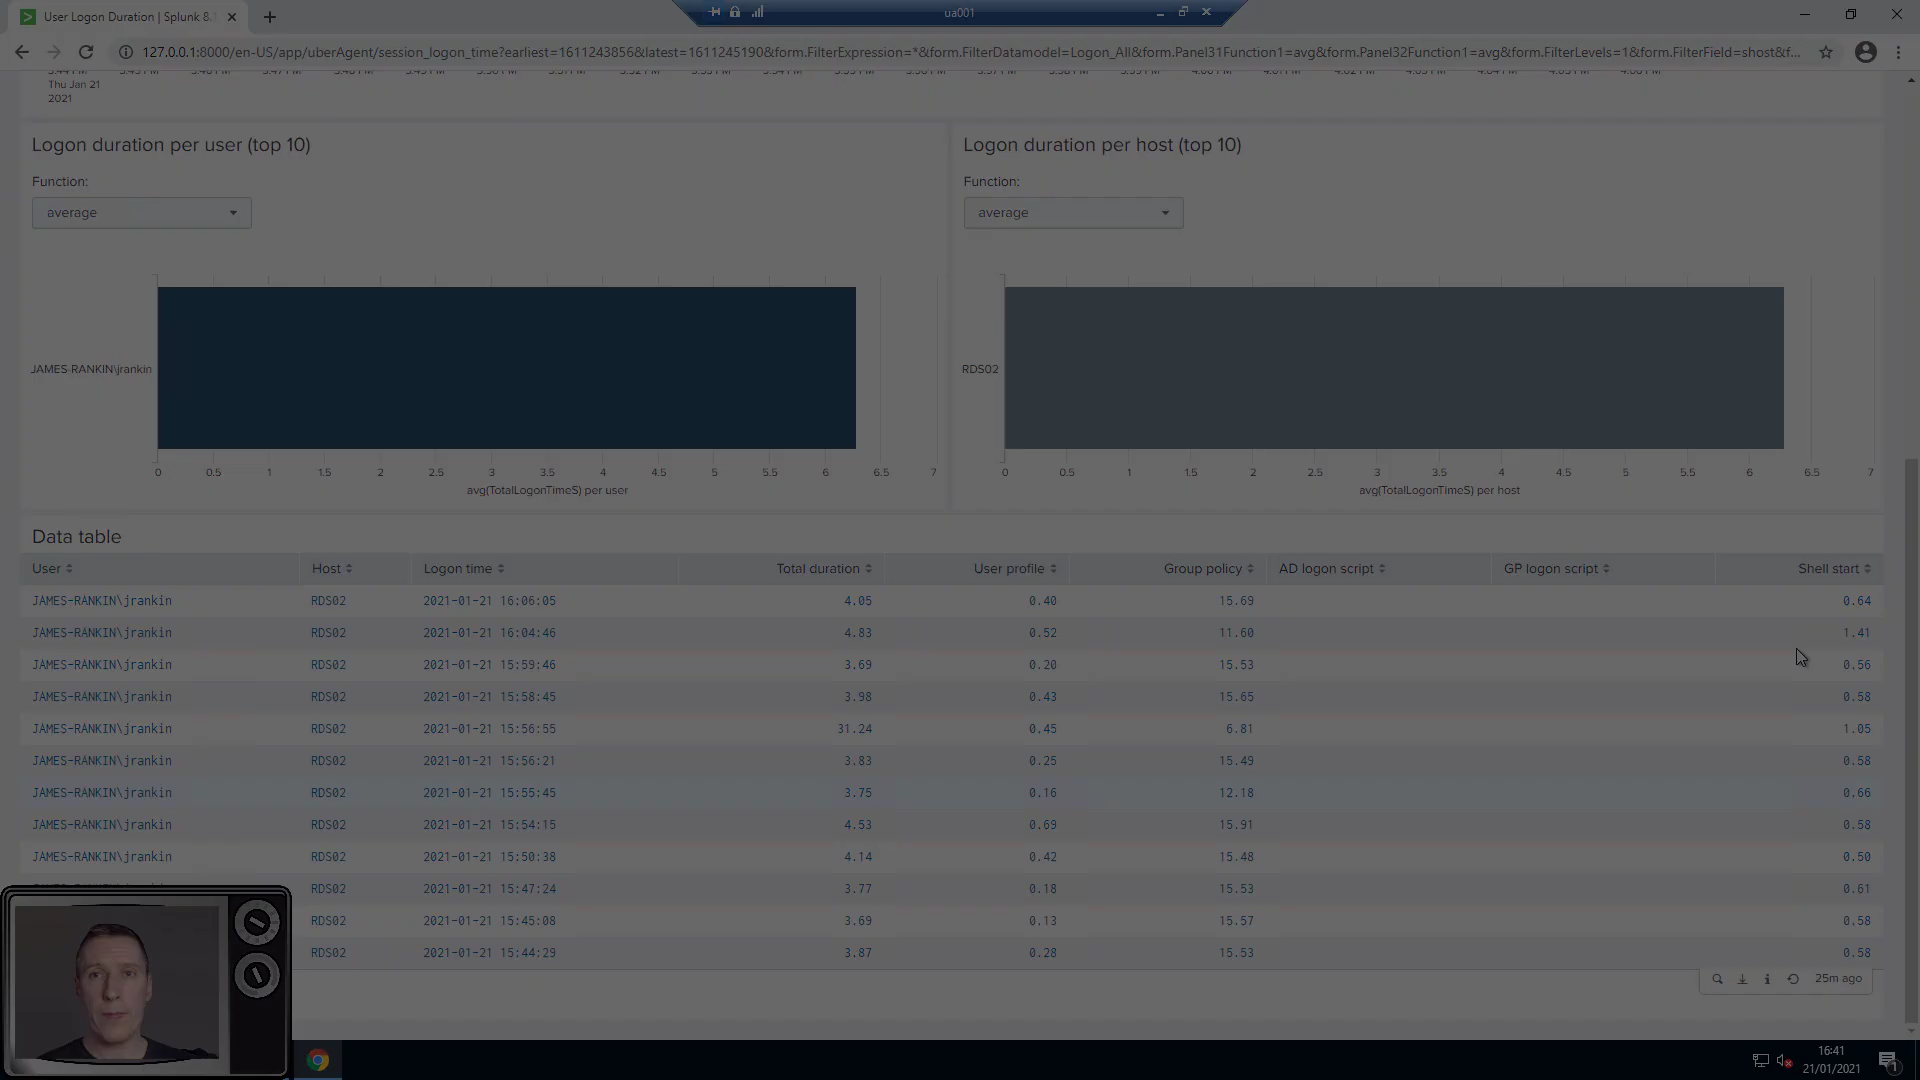 User Logon Duration | Splunk 8.
ua001
127.0.0.1:8000/en-US/app/uberAgent/session_logon_time?earliest=1611243856&latest=1611245190&form.FilterExpression=*&form.FilterDatamodel=Logon_All&form.Panel31Function1=avg&form.Panel32Function1=avg&form.FilterLevels=1&form.FilterField=shost&f...
Thu Jan 21
2021
Logon duration per user (top 10)
Logon duration per host (top 10)
Function:
Function:
average
average
JAMES-RANKIN\jrankin
RDS02
0 0.5 1 1.5 2 2.5 3 3.5 4 4.5 5 5.5 6 6.5 7
0 0.5 1 1.5 2 2.5 3 3.5 4 4.5 5 5.5 6 6.5 7
avg(TotalLogonTimeS) per user
avg(TotalLogonTimeS) per host
Data table
User Host Logon time Total duration User profile Group policy AD logon script GP logon script Shell start
JAMES-RANKIN\jrankin RDS02 2021-01-21 16:06:05 4.05 0.40 15.69 0.64
JAMES-RANKIN\jrankin RDS02 2021-01-21 16:04:46 4.83 0.52 11.60 1.41
JAMES-RANKIN\jrankin RDS02 2021-01-21 15:59:46 3.69 0.20 15.53 0.56
JAMES-RANKIN\jrankin RDS02 2021-01-21 15:58:45 3.98 0.43 15.65 0.58
JAMES-RANKIN\jrankin RDS02 2021-01-21 15:56:55 31.24 0.45 6.81 1.05
JAMES-RANKIN\jrankin RDS02 2021-01-21 15:56:21 3.83 0.25 15.49 0.58
JAMES-RANKIN\jrankin RDS02 2021-01-21 15:55:45 3.75 0.16 12.18 0.66
JAMES-RANKIN\jrankin RDS02 2021-01-21 15:54:15 4.53 0.69 15.91 0.58
JAMES-RANKIN\jrankin RDS02 2021-01-21 15:50:38 4.14 0.42 15.48 0.50
RDS02 2021-01-21 15:47:24 3.77 0.18 15.53 0.61
RDS02 2021-01-21 15:45:08 3.69 0.13 15.57 0.58
RDS02 2021-01-21 15:44:29 3.87 0.28 15.53 0.58
25m ago
16:41
21/01/2021
1